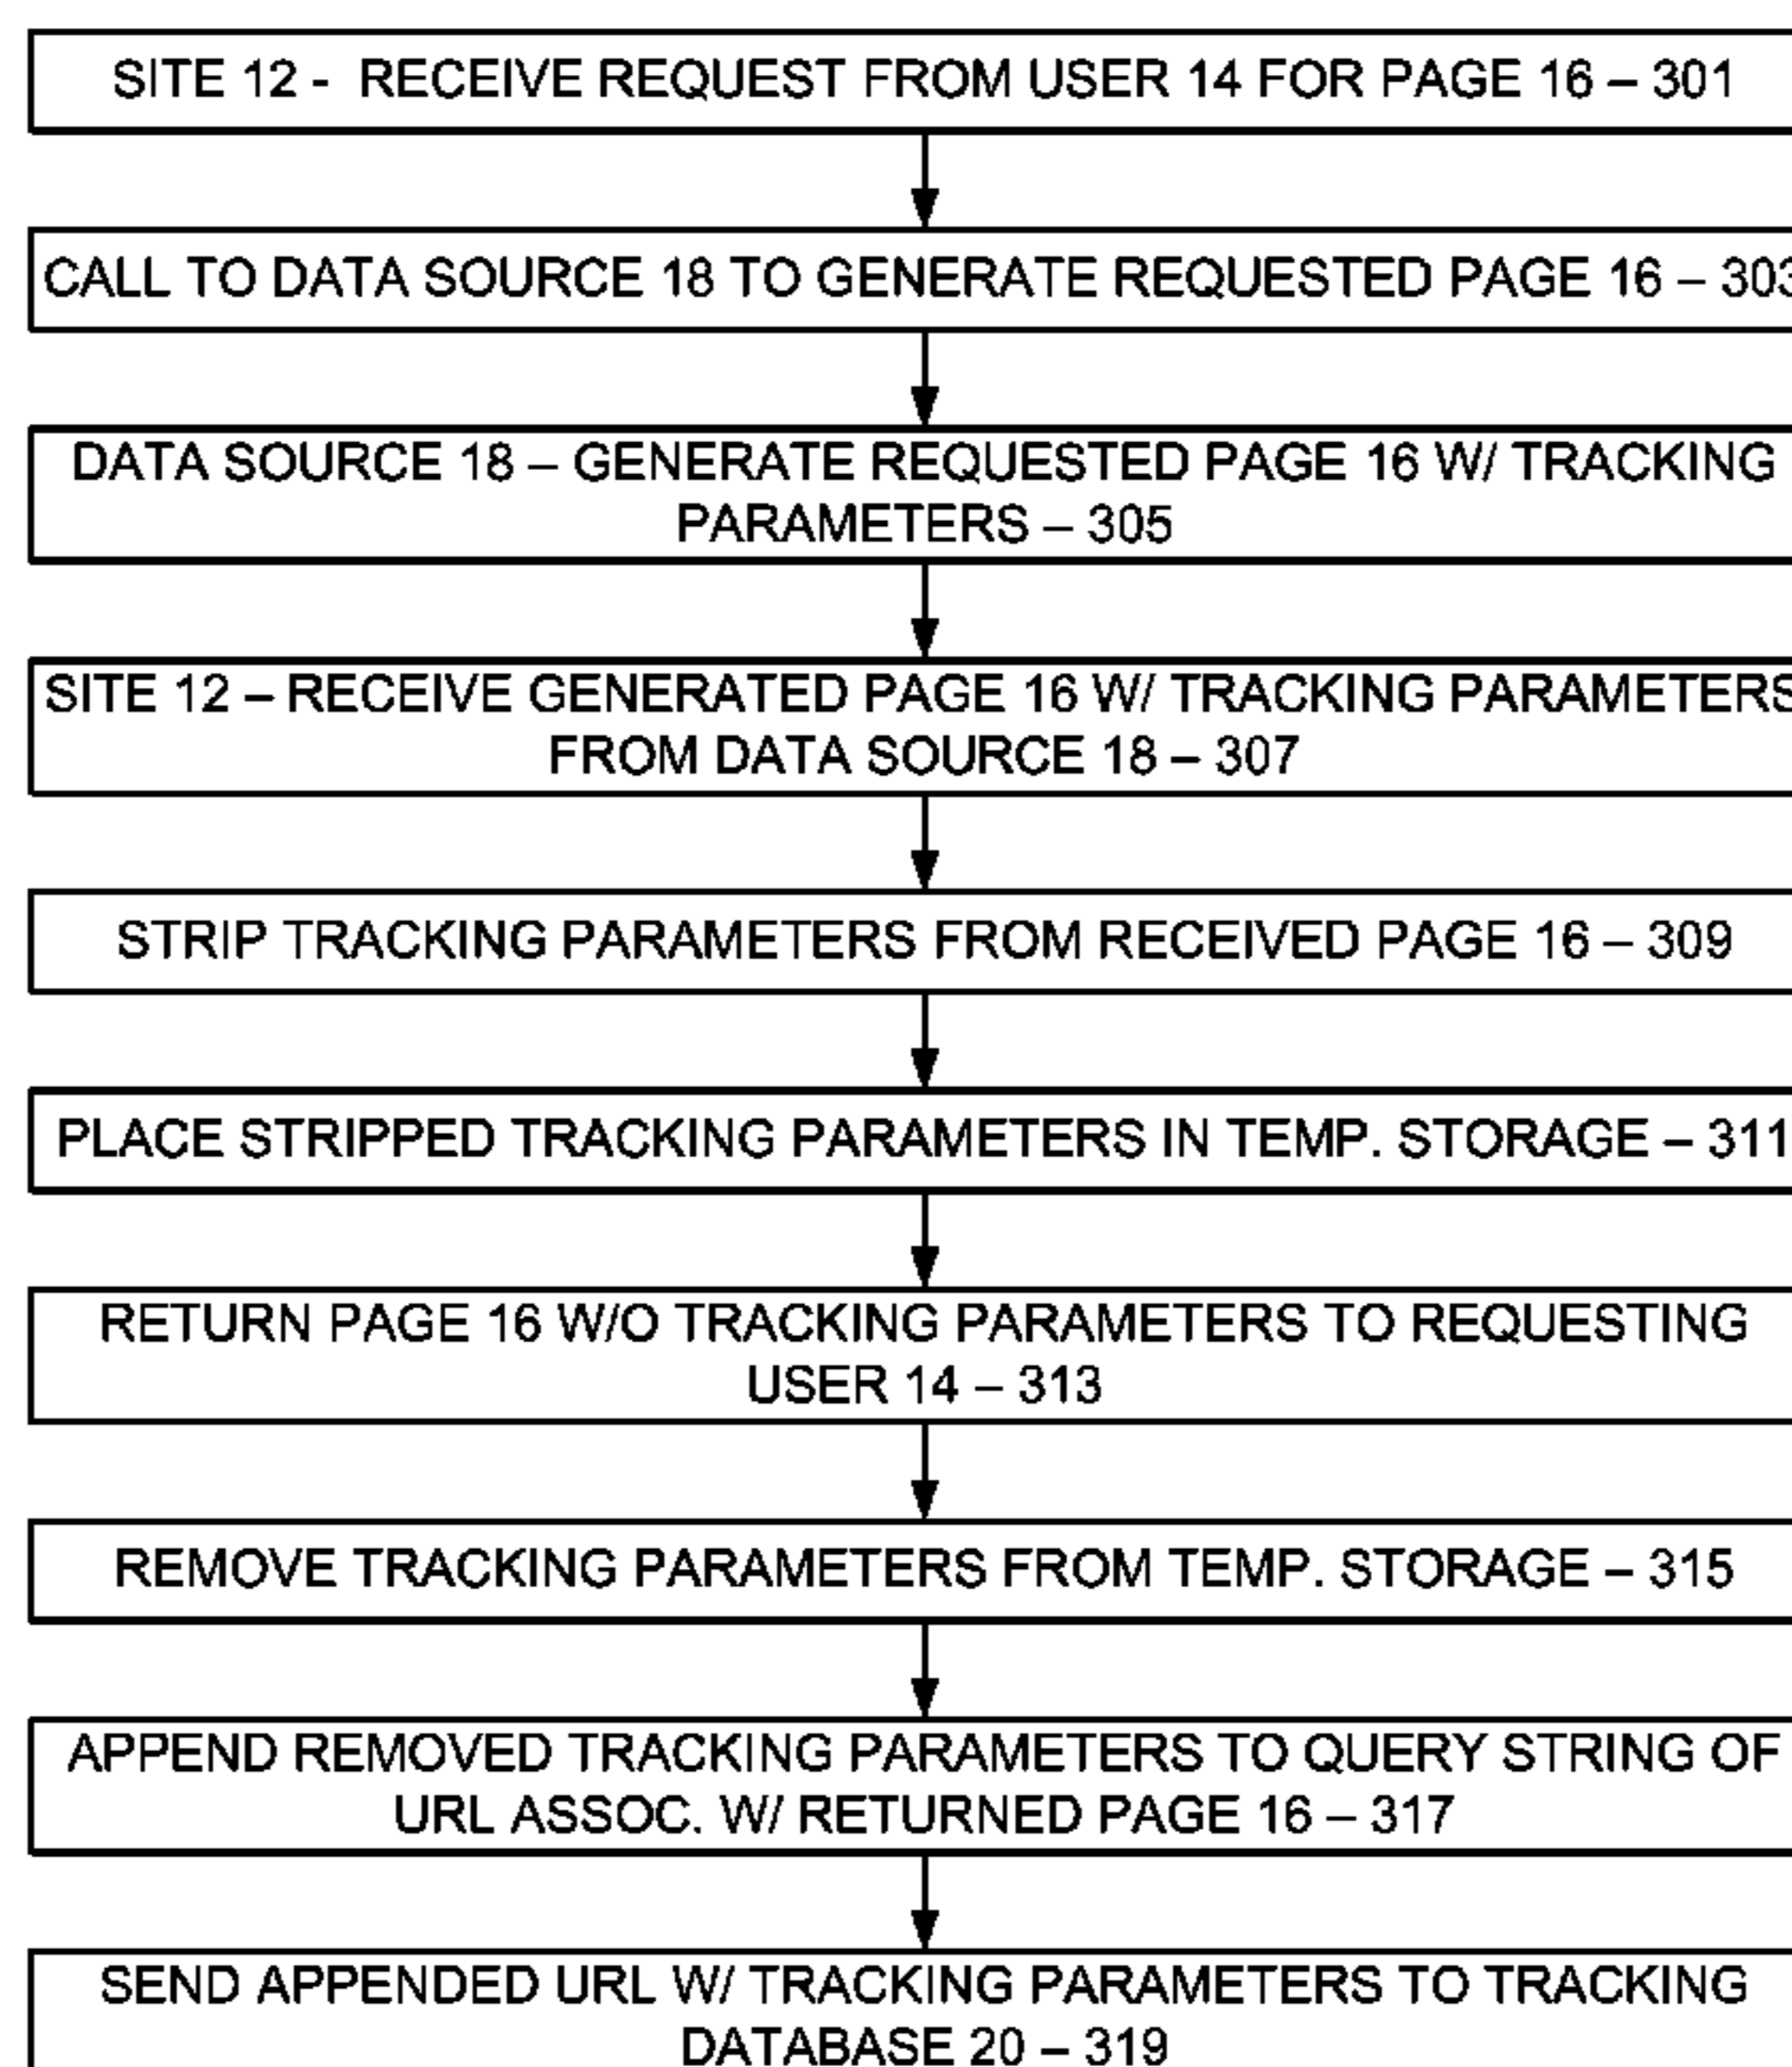 SITE 12 - RECEIVE REQUEST FROM USER 14 FOR PAGE 16 – 301
CALL TO DATA SOURCE 18 TO GENERATE REQUESTED PAGE 16 – 303
DATA SOURCE 18 – GENERATE REQUESTED PAGE 16 W/ TRACKING
PARAMETERS – 305
SITE 12 – RECEIVE GENERATED PAGE 16 W/ TRACKING PARAMETERS
FROM DATA SOURCE 18 – 307
STRIP TRACKING PARAMETERS FROM RECEIVED PAGE 16 – 309
PLACE STRIPPED TRACKING PARAMETERS IN TEMP. STORAGE – 311
RETURN PAGE 16 W/O TRACKING PARAMETERS TO REQUESTING
USER 14 – 313
REMOVE TRACKING PARAMETERS FROM TEMP. STORAGE – 315
APPEND REMOVED TRACKING PARAMETERS TO QUERY STRING OF
URL ASSOC. W/ RETURNED PAGE 16 – 317
SEND APPENDED URL W/ TRACKING PARAMETERS TO TRACKING
DATABASE 20 – 319